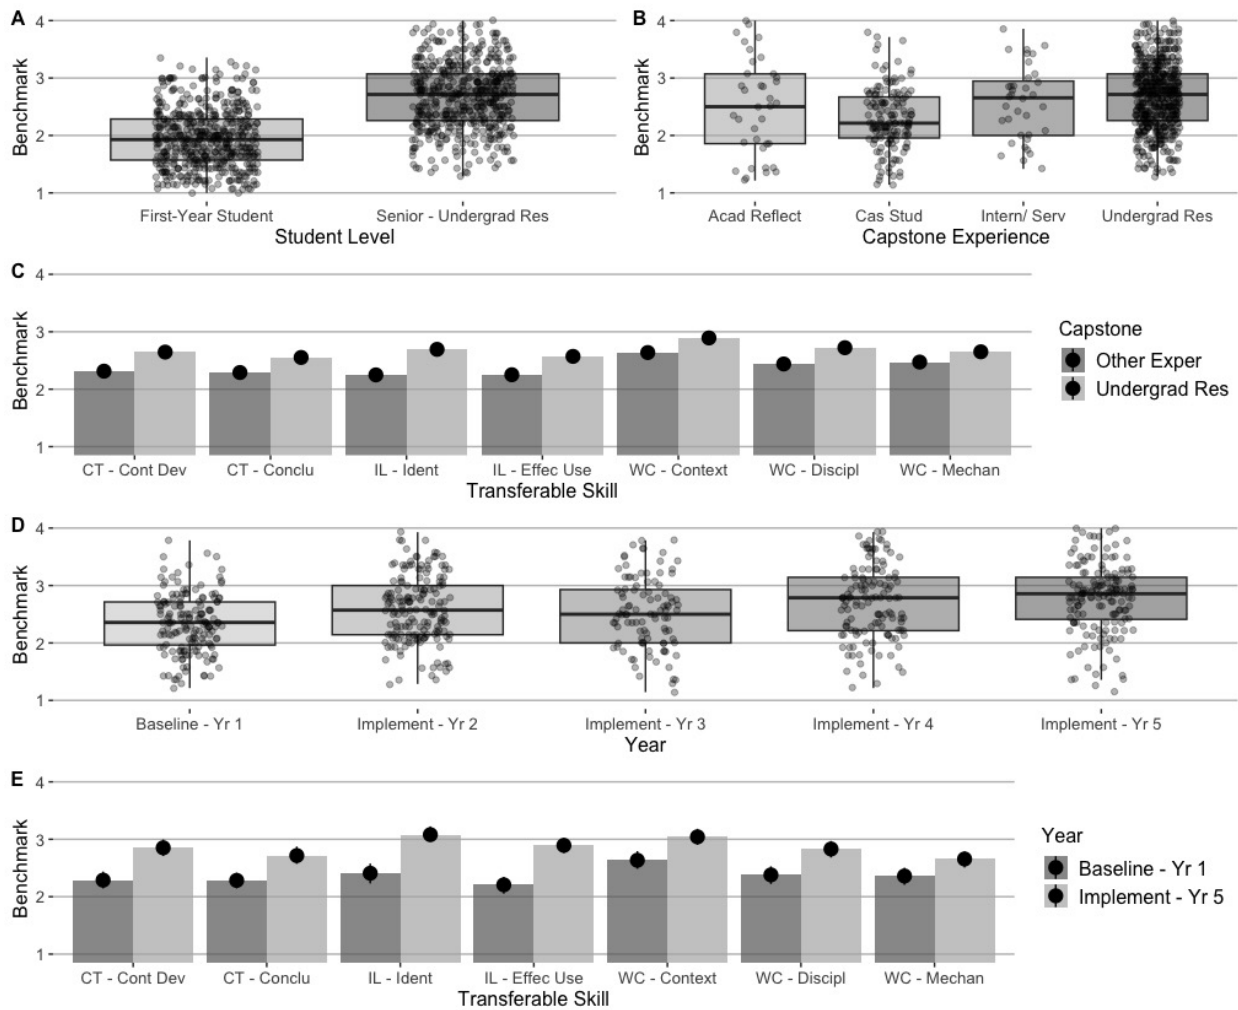 A
Benchmark
4
3
2
1
First-Year Student
Senior - Undergrad Res
Student Level
B
Benchmark
4
3
2
1
Acad Reflect
Cas Stud
Intern/ Serv
Undergrad Res
Capstone Experience
C
Benchmark
4
3
2
1
CT - Cont Dev
CT - Conclu
IL - Ident
IL - Effec Use
WC - Context
WC - Discipl
WC - Mechan
Transferable Skill
Capstone
Other Exper
Undergrad Res
D
Benchmark
4
3
2
1
Baseline - Yr 1
Implement - Yr 2
Implement - Yr 3
Implement - Yr 4
Implement - Yr 5
Year
E
Benchmark
4
3
2
1
CT - Cont Dev
CT - Conclu
IL - Ident
IL - Effec Use
WC - Context
WC - Discipl
WC - Mechan
Transferable Skill
Year
Baseline - Yr 1
Implement - Yr 5